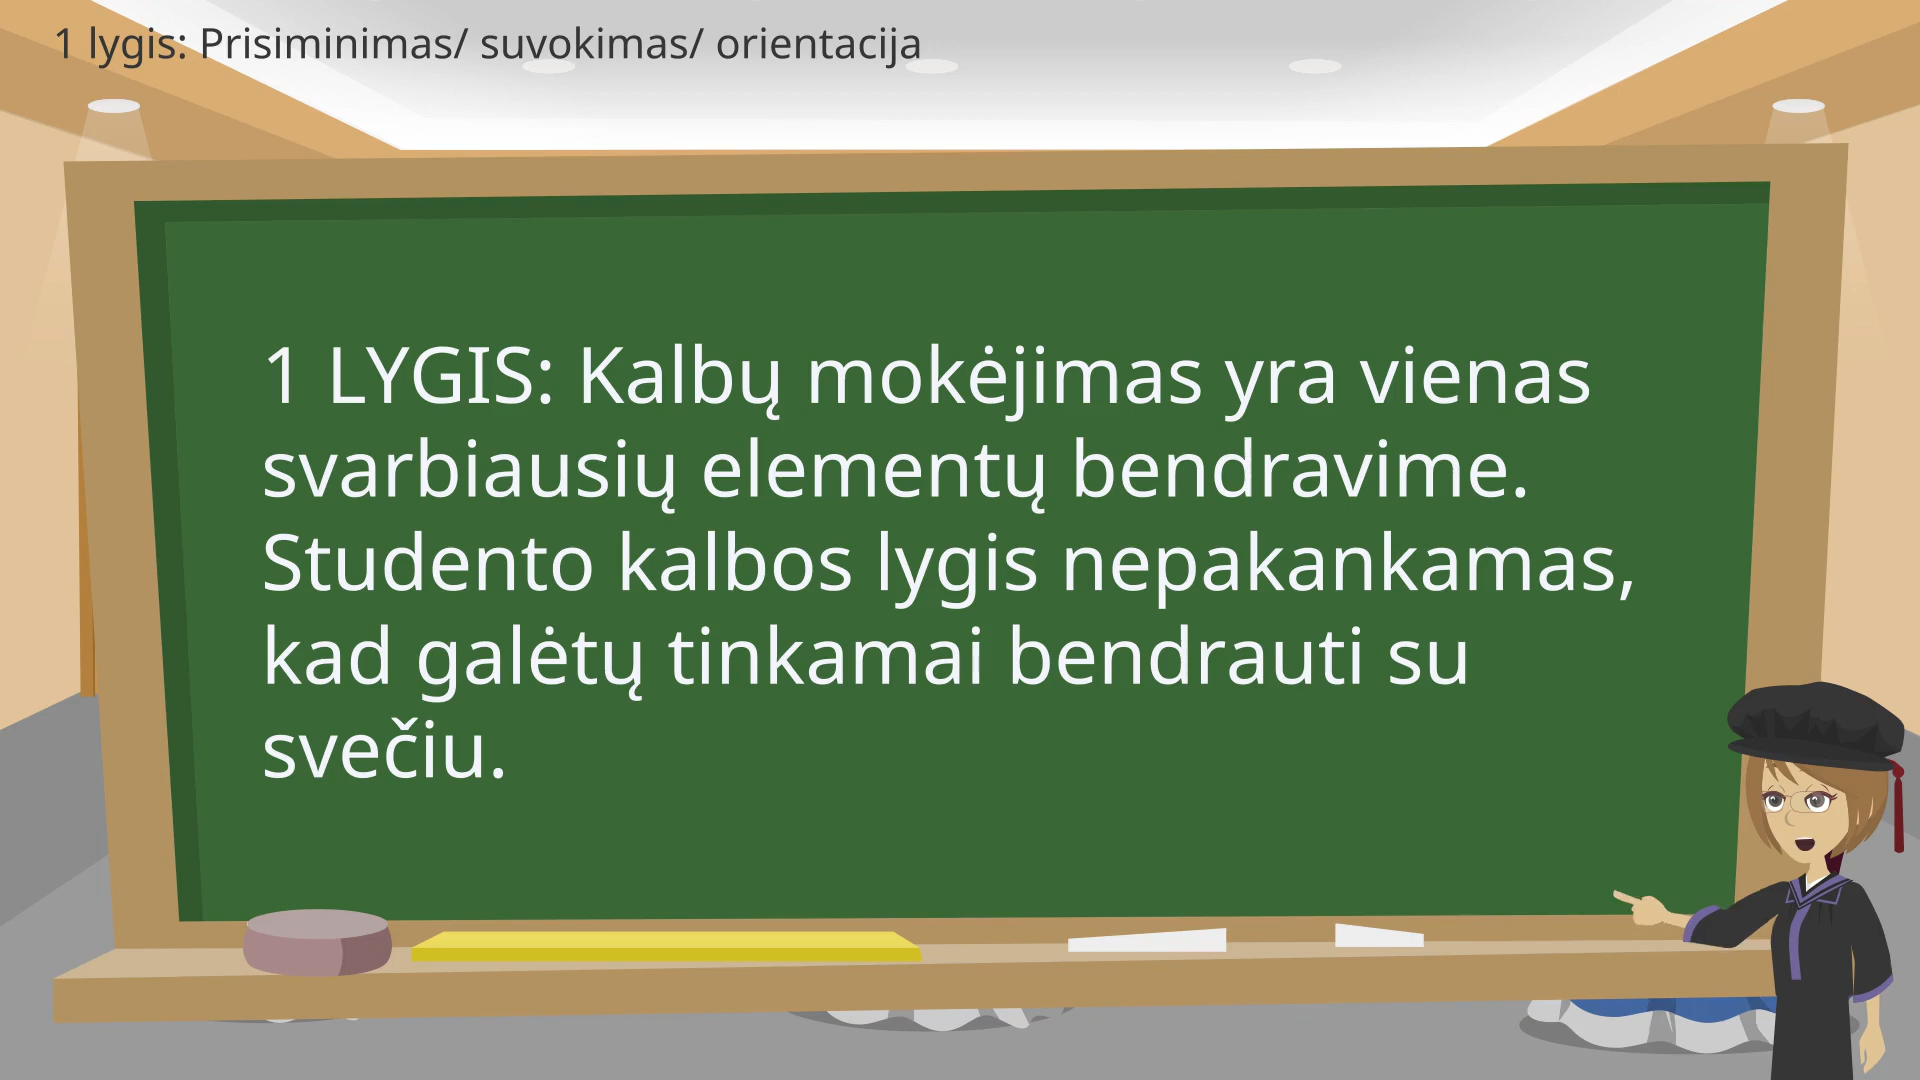 1 lygis: Prisiminimas/ suvokimas/ orientacija
1 LYGIS: Kalbų mokėjimas yra vienas
svarbiausių elementų bendravime.
Studento kalbos lygis nepakankamas,
kad galėtų tinkamai bendrauti su
svečiu.